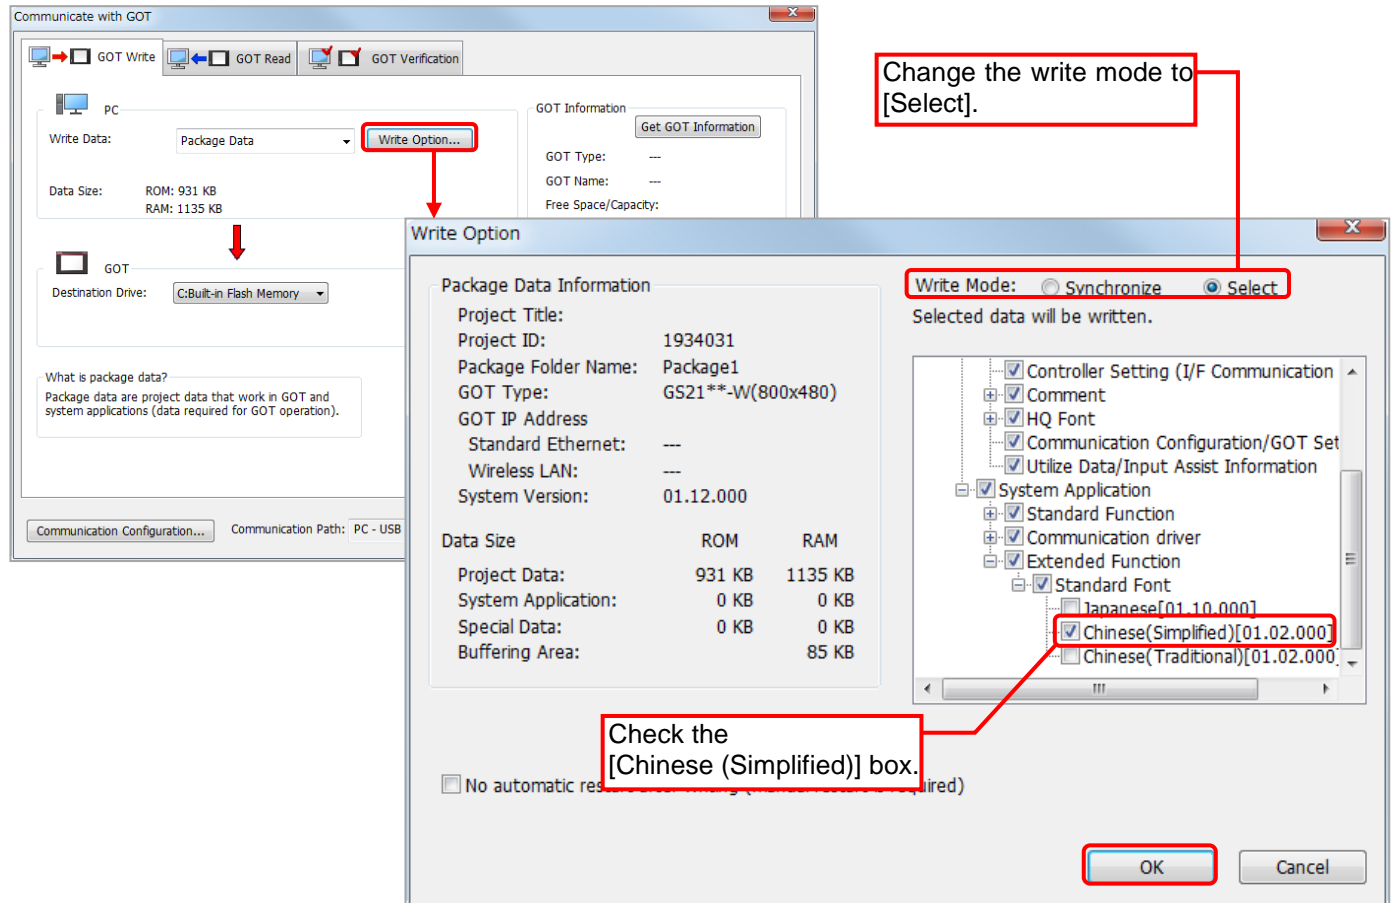 Communicate with GOT
GOT Write
GOT Read
GOT Verification
Change the write mode to
[Select].
PC
Write Data:
Package Data
Write Option...
Data Size:
ROM: 931 KB
RAM: 1135 KB
GOT Information
Get GOT Information
GOT Type: ---
GOT Name: ---
Free Space/Capacity:
GOT
Destination Drive:
C:Built-in Flash Memory
What is package data?
Package data are project data that work in GOT and
system applications (data required for GOT operation).
Communication Configuration...
Communication Path: PC - USB
Write Option
Package Data Information
Project Title:
Project ID: 1934031
Package Folder Name: Package1
GOT Type: GS21**-W(800x480)
GOT IP Address
Standard Ethernet: ---
Wireless LAN: ---
System Version: 01.12.000
Data Size ROM RAM
Project Data: 931 KB 1135 KB
System Application: 0 KB 0 KB
Special Data: 0 KB 0 KB
Buffering Area: 85 KB
Write Mode: Synchronize Select
Selected data will be written.
Controller Setting (I/F Communication
Comment
HQ Font
Communication Configuration/GOT Set
Utilize Data/Input Assist Information
System Application
Standard Function
Communication driver
Extended Function
Standard Font
Japanese[01.10.000]
Chinese(Simplified)[01.02.000]
Chinese(Traditional)[01.02.000
Check the
[Chinese (Simplified)] box.
No automatic
OK
Cancel